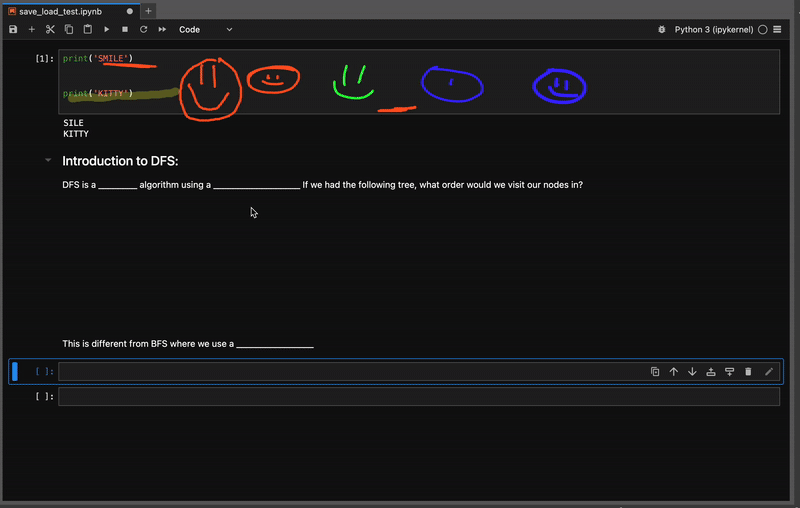 save_load_test.ipynb
Code
Python 3 (ipykernel)
[1]: print('SMILE')
print('KITTY')
SILE
KITTY
Introduction to DFS:
DFS is a ________ algorithm using a __________________ If we had the following tree, what order would we visit our nodes in?
This is different from BFS where we use a ________________
[ ]:
[ ]: